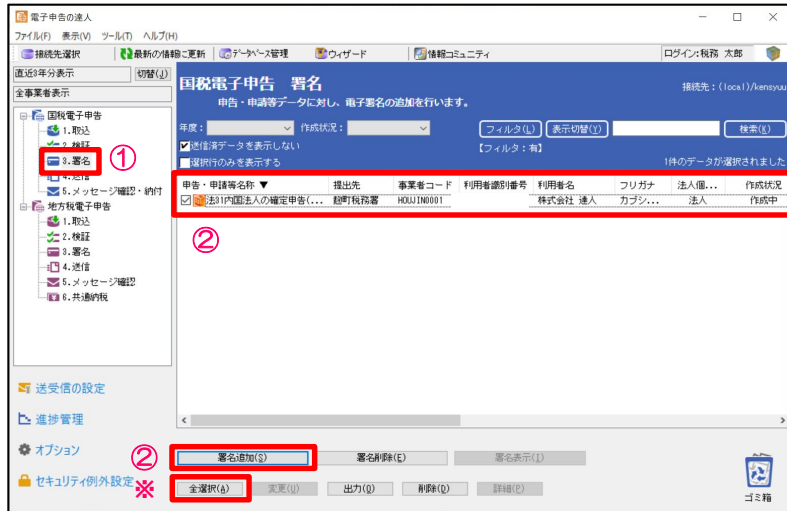 電子申告の達人
ファイル(F) 表示(V) ツール(T) ヘルプ(H)
接続先選択 最新の情報に更新 データベース管理 ウィザード 情報コミュニティ ログイン:税務 太郎
直近3年分表示 切替(J)
全事業者表示
国税電子申告
1.取込
2.検証
3.署名 ①
4.送信
5.メッセージ確認・納付
地方税電子申告
1.取込
2.検証
3.署名
4.送信
5.メッセージ確認
6.共通納税
送受信の設定
進捗管理
オプション
セキュリティ例外設定
国税電子申告 署名 接続先:(local)/kensyuu
申告・申請等データに対し、電子署名の追加を行います。
年度: 作成状況: フィルタ(L) 表示切替(Y) 検索(K)
送信済データを表示しない 【フィルタ:有】
選択行のみを表示する 1件のデータが選択されました
申告・申請等名称 ▼ 提出先 事業者コード 利用者識別番号 利用者名 フリガナ 法人個... 作成状況
法31内国法人の確定申告(... 麹町税務署 HOUJIN0001 株式会社 達人 カブシ... 法人 作成中
②
② 署名追加(S) 署名削除(E) 署名表示(I)
※ 全選択(A) 変更(U) 出力(O) 削除(D) 詳細(P)
ゴミ箱